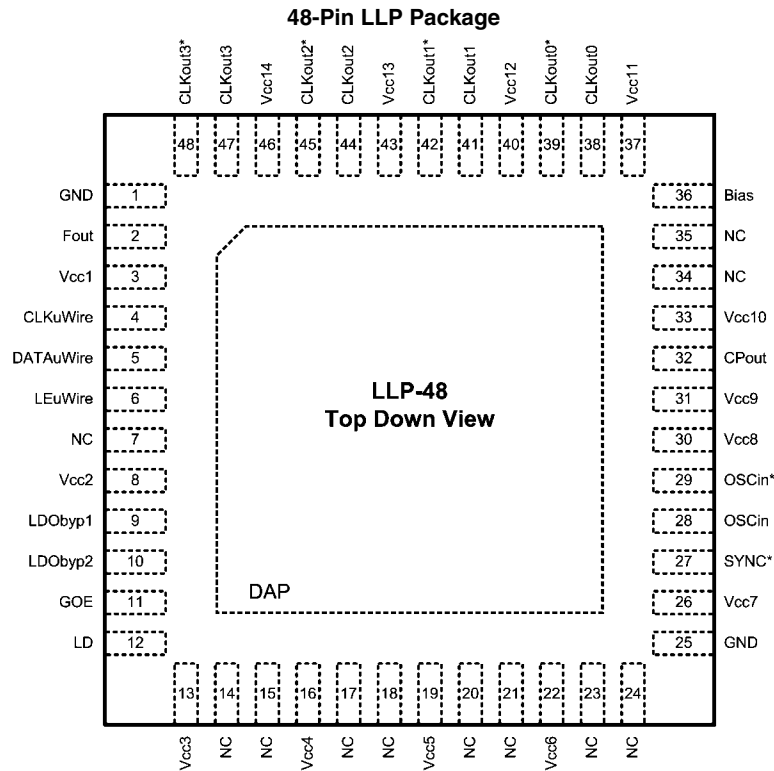 48-Pin LLP Package
CLKout3*
CLKout3
Vcc14
CLKout2*
CLKout2
Vcc13
CLKout1*
CLKout1
Vcc12
CLKout0*
CLKout0
Vcc11
48
47
46
45
44
43
42
41
40
39
38
37
GND 1
Fout 2
Vcc1 3
CLKuWire 4
DATAuWire 5
LEuWire 6
NC 7
Vcc2 8
LDObyp1 9
LDObyp2 10
GOE 11
LD 12
36 Bias
35 NC
34 NC
33 Vcc10
32 CPout
31 Vcc9
30 Vcc8
29 OSCin*
28 OSCin
27 SYNC*
26 Vcc7
25 GND
LLP-48
Top Down View
DAP
13
14
15
16
17
18
19
20
21
22
23
24
Vcc3
NC
NC
Vcc4
NC
NC
Vcc5
NC
NC
Vcc6
NC
NC